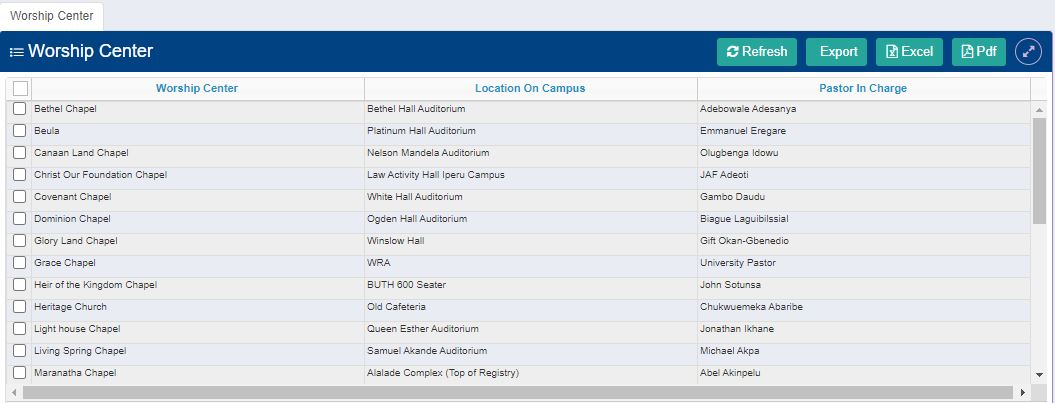 Worship Center
Worship Center Refresh Export Excel Pdf
Worship Center Location On Campus Pastor In Charge
Bethel Chapel Bethel Hall Auditorium Adebowale Adesanya
Beula Platinum Hall Auditorium Emmanuel Eregare
Canaan Land Chapel Nelson Mandela Auditorium Olugbenga Idowu
Christ Our Foundation Chapel Law Activity Hall Iperu Campus JAF Adeoti
Covenant Chapel White Hall Auditorium Gambo Daudu
Dominion Chapel Ogden Hall Auditorium Biague Laguibilssial
Glory Land Chapel Winslow Hall Gift Okan-Gbenedio
Grace Chapel WRA University Pastor
Heir of the Kingdom Chapel BUTH 600 Seater John Sotunsa
Heritage Church Old Cafeteria Chukwuemeka Abaribe
Light house Chapel Queen Esther Auditorium Jonathan Ikhane
Living Spring Chapel Samuel Akande Auditorium Michael Akpa
Maranatha Chapel Alalade Complex (Top of Registry) Abel Akinpelu